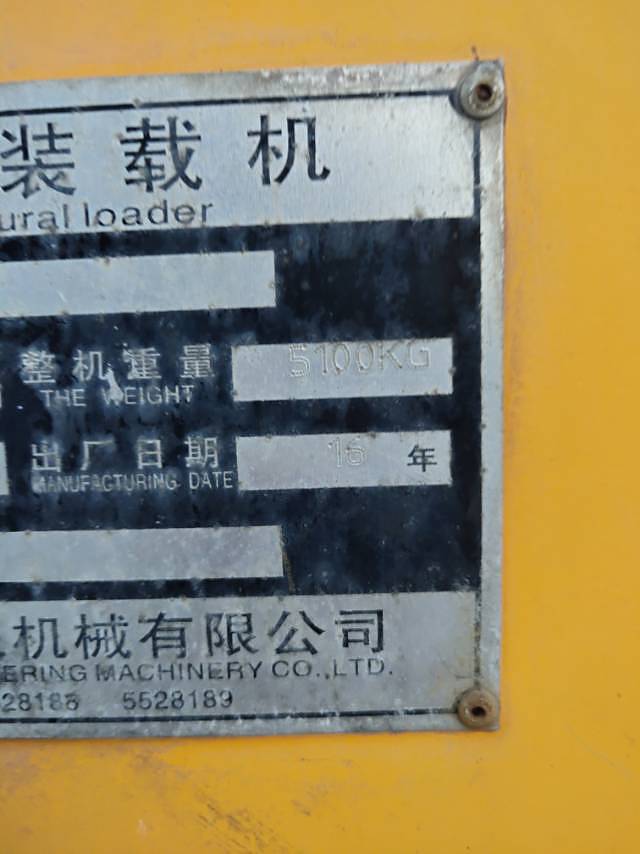 装载机
ural loader
整机重量 5100KG
THE WEIGHT
出厂日期 16 年
MANUFACTURING DATE
机械有限公司
ERING MACHINERY CO.,LTD.
28188 5528189